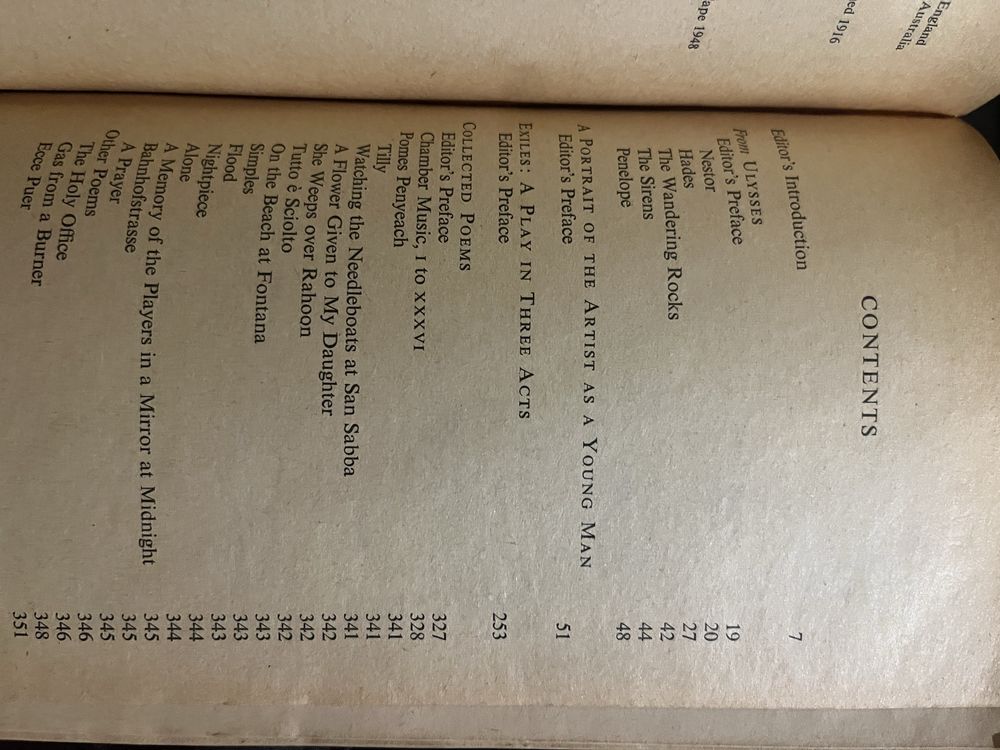 England
Australia
ed 1916
ape 1948
CONTENTS
Editor's Introduction 7
From ULYSSES
Editor's Preface 19
Nestor 20
Hades 27
The Wandering Rocks 42
The Sirens 44
Penelope 48
A PORTRAIT OF THE ARTIST AS A YOUNG MAN
Editor's Preface 51
EXILES: A PLAY IN THREE ACTS
Editor's Preface 253
COLLECTED POEMS
Editor's Preface 327
Chamber Music, I to XXXVI 328
Pomes Penyeach 341
Tilly 341
Watching the Needleboats at San Sabba 341
A Flower Given to My Daughter 342
She Weeps over Rahoon 342
Tuto è Sciolto 342
On the Beach at Fontana 343
Simples 343
Flood 343
Nightpiece 344
Alone 344
A Memory of the Players in a Mirror at Midnight 345
Bahnhofstrasse 345
A Prayer 345
Other Poems 346
The Holy Office 346
Gas from a Burner 348
Ecce Puer 351